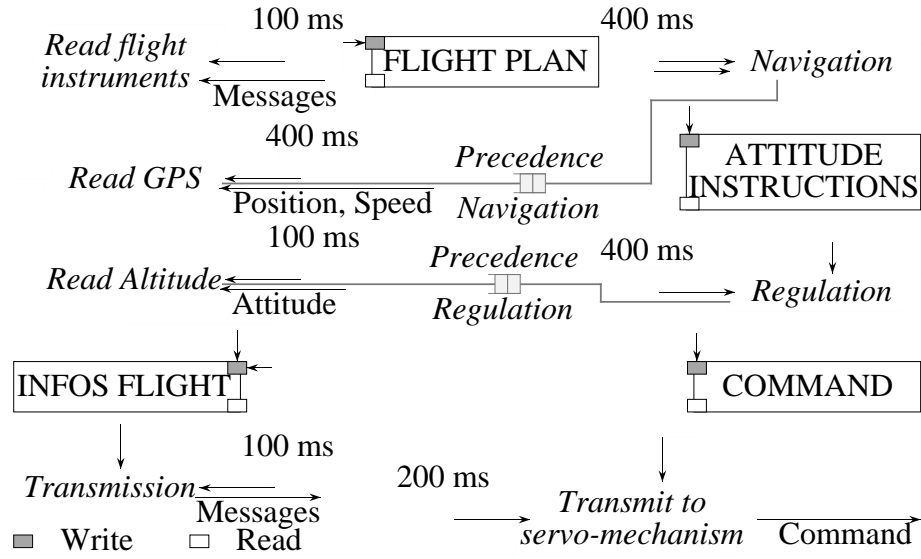 100 ms
400 ms
Read flight
instruments
FLIGHT PLAN
Navigation
Messages
400 ms
Precedence
ATTITUDE
INSTRUCTIONS
Read GPS
Position, Speed
Navigation
100 ms
Precedence
400 ms
Read Altitude
Attitude
Regulation
Regulation
INFOS FLIGHT
COMMAND
100 ms
200 ms
Transmission
Messages
Transmit to
servo-mechanism
Command
Write
Read